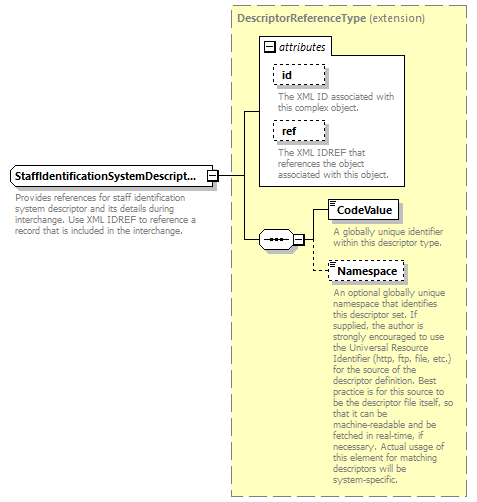 DescriptorReferenceType (extension)
attributes
id
The XML ID associated with
this complex object.
ref
The XML IDREF that
references the object
associated with this object.
StaffIdentificationSystemDescript...
Provides references for staff identification
system descriptor and its details during
interchange. Use XML IDREF to reference a
record that is included in the interchange.
CodeValue
A globally unique identifier
within this descriptor type.
Namespace
An optional globally unique
namespace that identifies
this descriptor set. If
supplied, the author is
strongly encouraged to use
the Universal Resource
Identifier (http, ftp, file, etc.)
for the source of the
descriptor definition. Best
practice is for this source to
be the descriptor file itself, so
that it can be
machine-readable and be
fetched in real-time, if
necessary. Actual usage of
this element for matching
descriptors will be
system-specific.